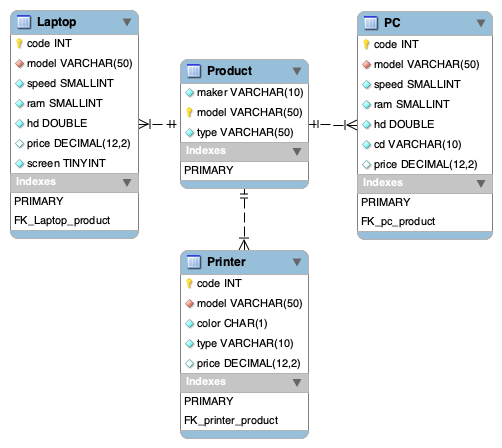 Laptop
code INT
model VARCHAR(50)
speed SMALLINT
ram SMALLINT
hd DOUBLE
price DECIMAL(12,2)
screen TINYINT
Indexes
PRIMARY
FK_Laptop_product
Product
maker VARCHAR(10)
model VARCHAR(50)
type VARCHAR(50)
Indexes
PRIMARY
PC
code INT
model VARCHAR(50)
speed SMALLINT
ram SMALLINT
hd DOUBLE
cd VARCHAR(10)
price DECIMAL(12,2)
Indexes
PRIMARY
FK_pc_product
Printer
code INT
model VARCHAR(50)
color CHAR(1)
type VARCHAR(10)
price DECIMAL(12,2)
Indexes
PRIMARY
FK_printer_product